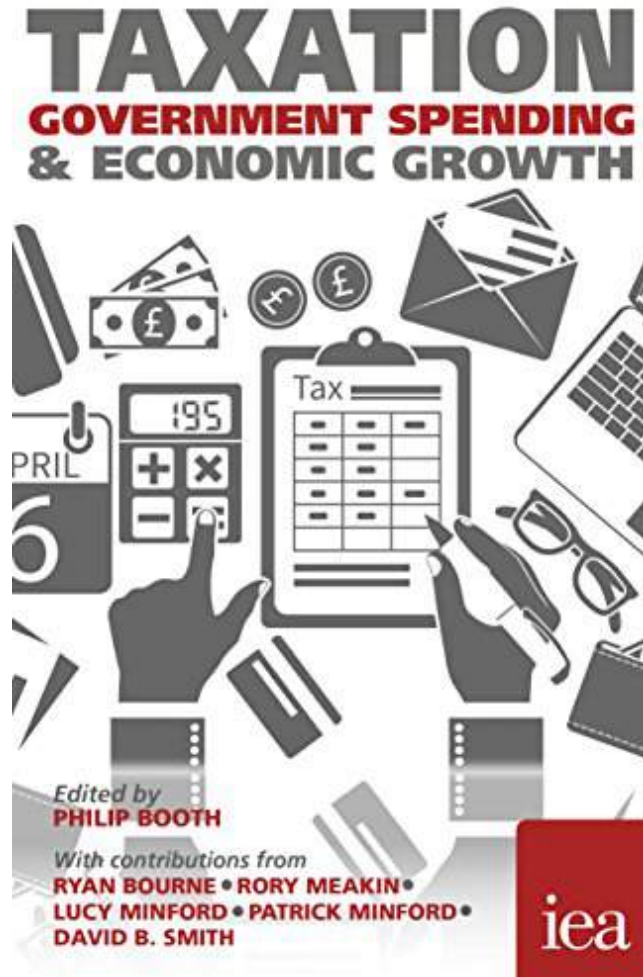 TAXATION
GOVERNMENT SPENDING
& ECONOMIC GROWTH
£
£ £
195
+ ×
−
Tax
PRIL
6
Edited by
PHILIP BOOTH
With contributions from
RYAN BOURNE • RORY MEAKIN •
LUCY MINFORD • PATRICK MINFORD •
DAVID B. SMITH
iea